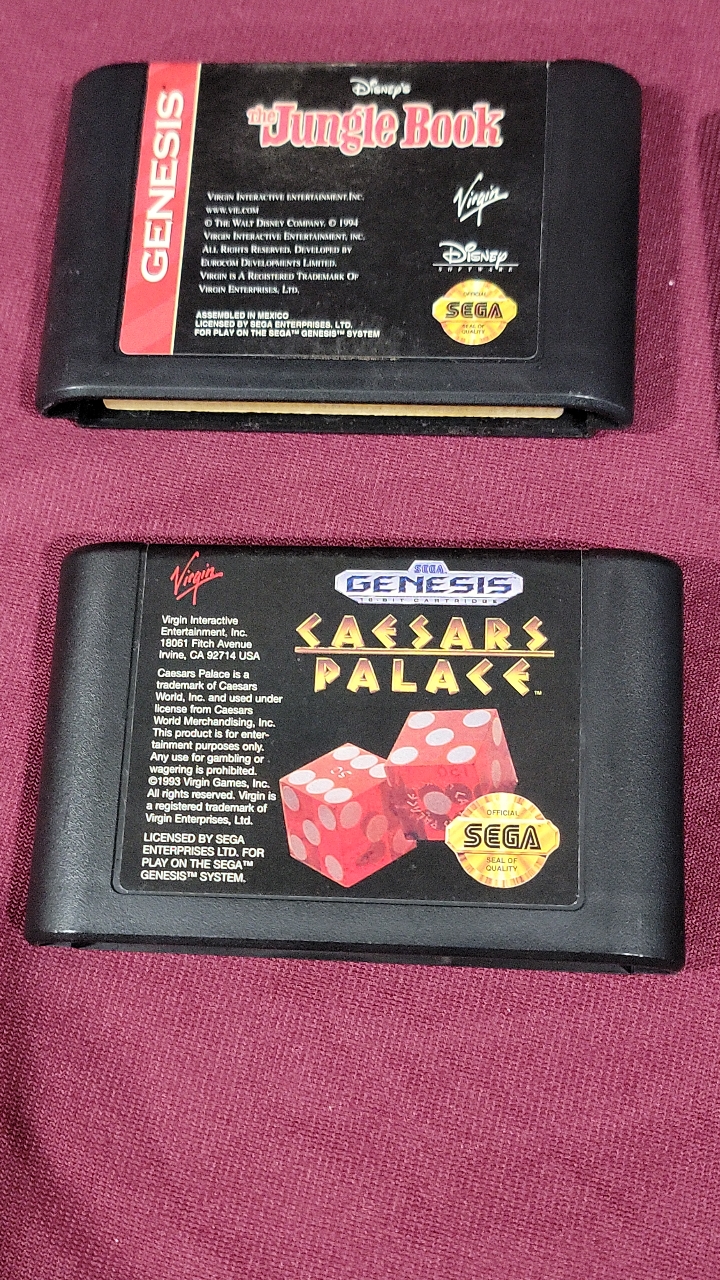 GENESIS
Disney's
the Jungle Book
Virgin Interactive Entertainment, Inc.
www.vie.com
© The Walt Disney Company. © 1994
Virgin Interactive Entertainment, Inc.
All Rights Reserved. Developed by
Eurocom Developments Limited.
Virgin is a Registered Trademark of
Virgin Enterprises, Ltd.
ASSEMBLED IN MEXICO
LICENSED BY SEGA ENTERPRISES, LTD.
FOR PLAY ON THE SEGA™ GENESIS™ SYSTEM
Virgin
Disney
SOFTWARE
OFFICIAL
SEGA
SEAL OF
QUALITY
Virgin
SEGA
GENESIS
16-BIT CARTRIDGE
CAESARS
PALACE™
Virgin Interactive
Entertainment, Inc.
18061 Fitch Avenue
Irvine, CA 92714 USA
Caesars Palace is a
trademark of Caesars
World, Inc. and used under
license from Caesars
World Merchandising, Inc.
This product is for enter-
tainment purposes only.
Any use for gambling or
wagering is prohibited.
©1993 Virgin Games, Inc.
All rights reserved. Virgin is
a registered trademark of
Virgin Enterprises, Ltd.
LICENSED BY SEGA
ENTERPRISES LTD. FOR
PLAY ON THE SEGA™
GENESIS™ SYSTEM.
OFFICIAL
SEGA
SEAL OF
QUALITY